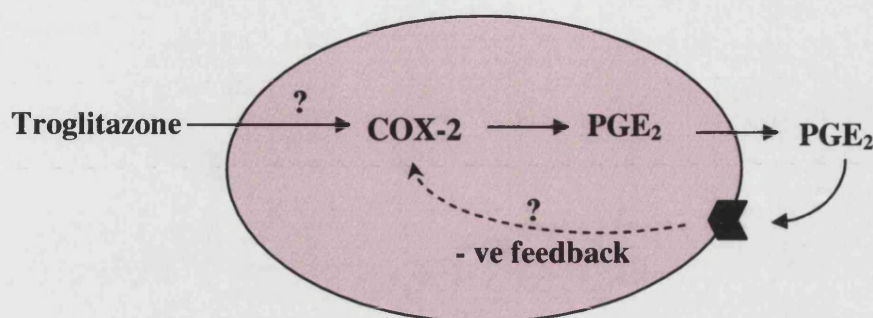 ?
Troglitazone
COX-2
PGE₂
PGE₂
?
- ve feedback